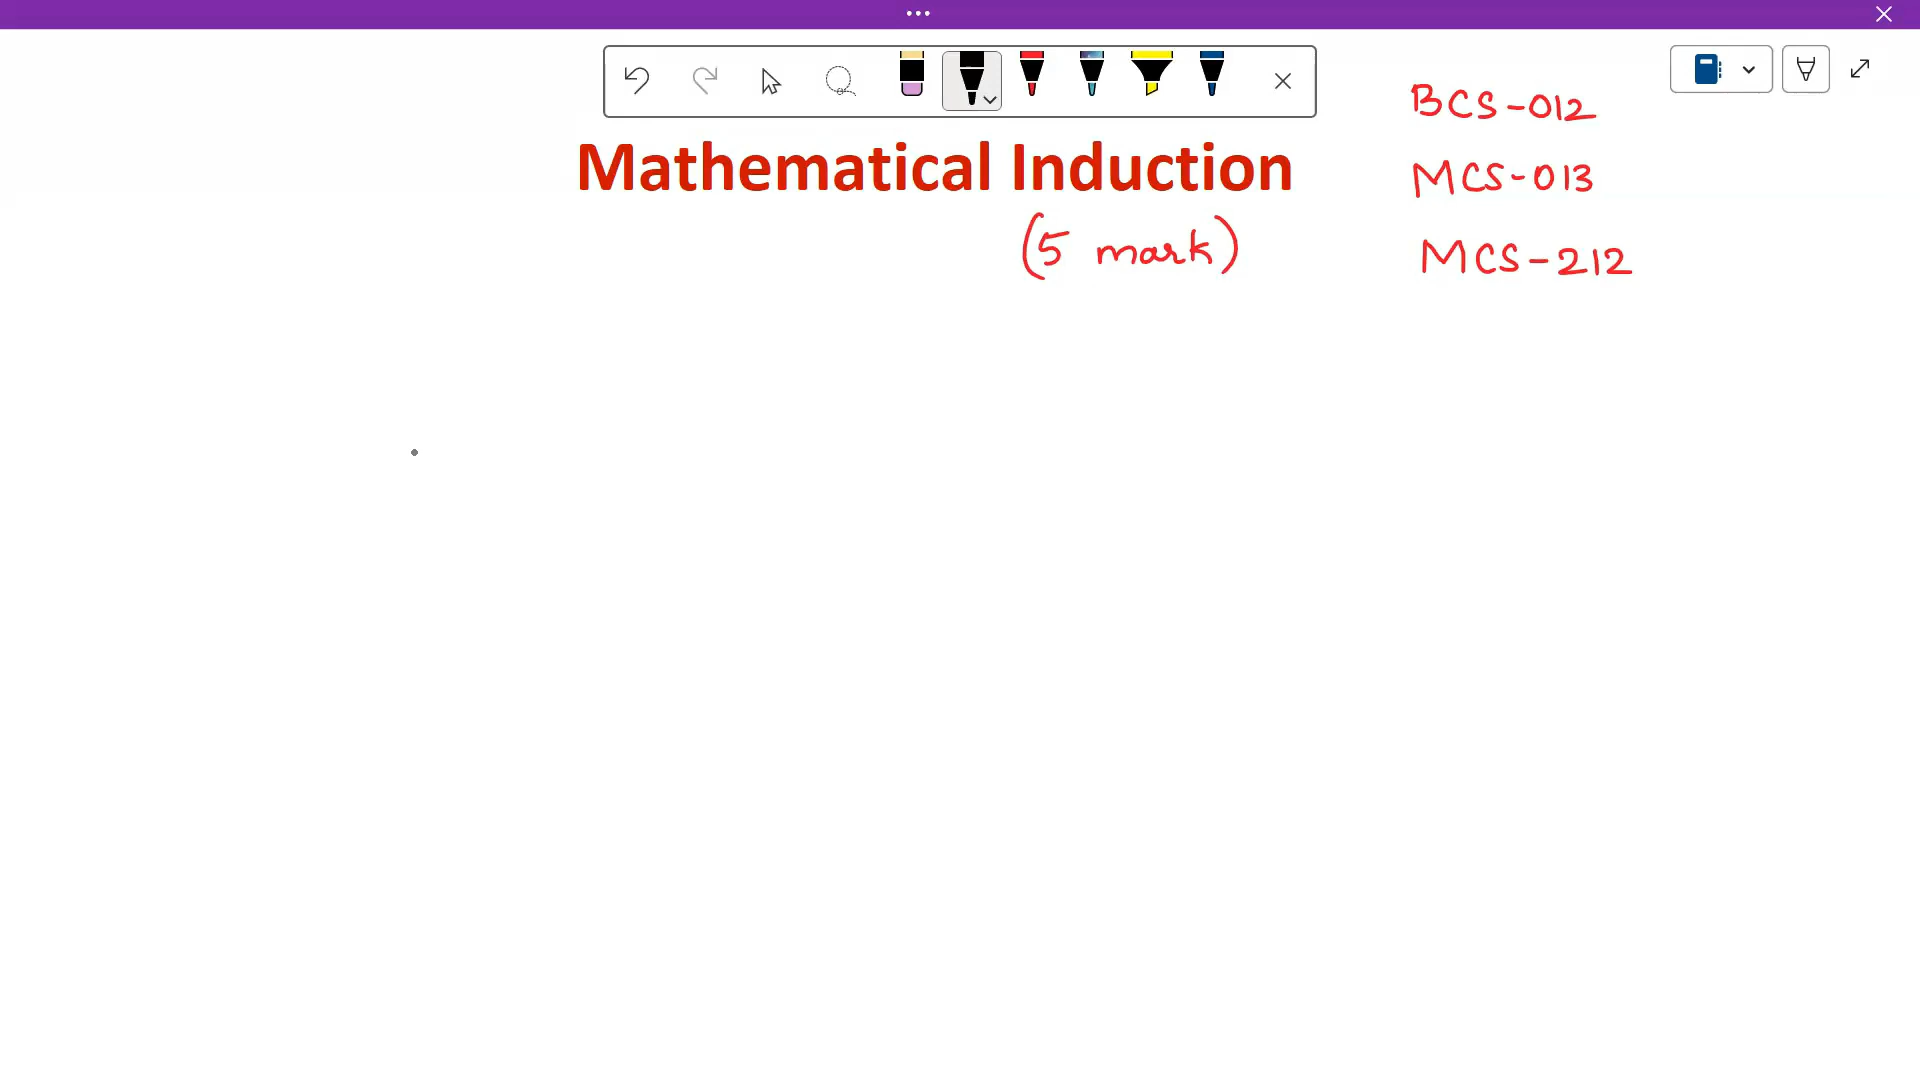 BCS-012
Mathematical Induction
MCS-013
(5 mark)
MCS-212